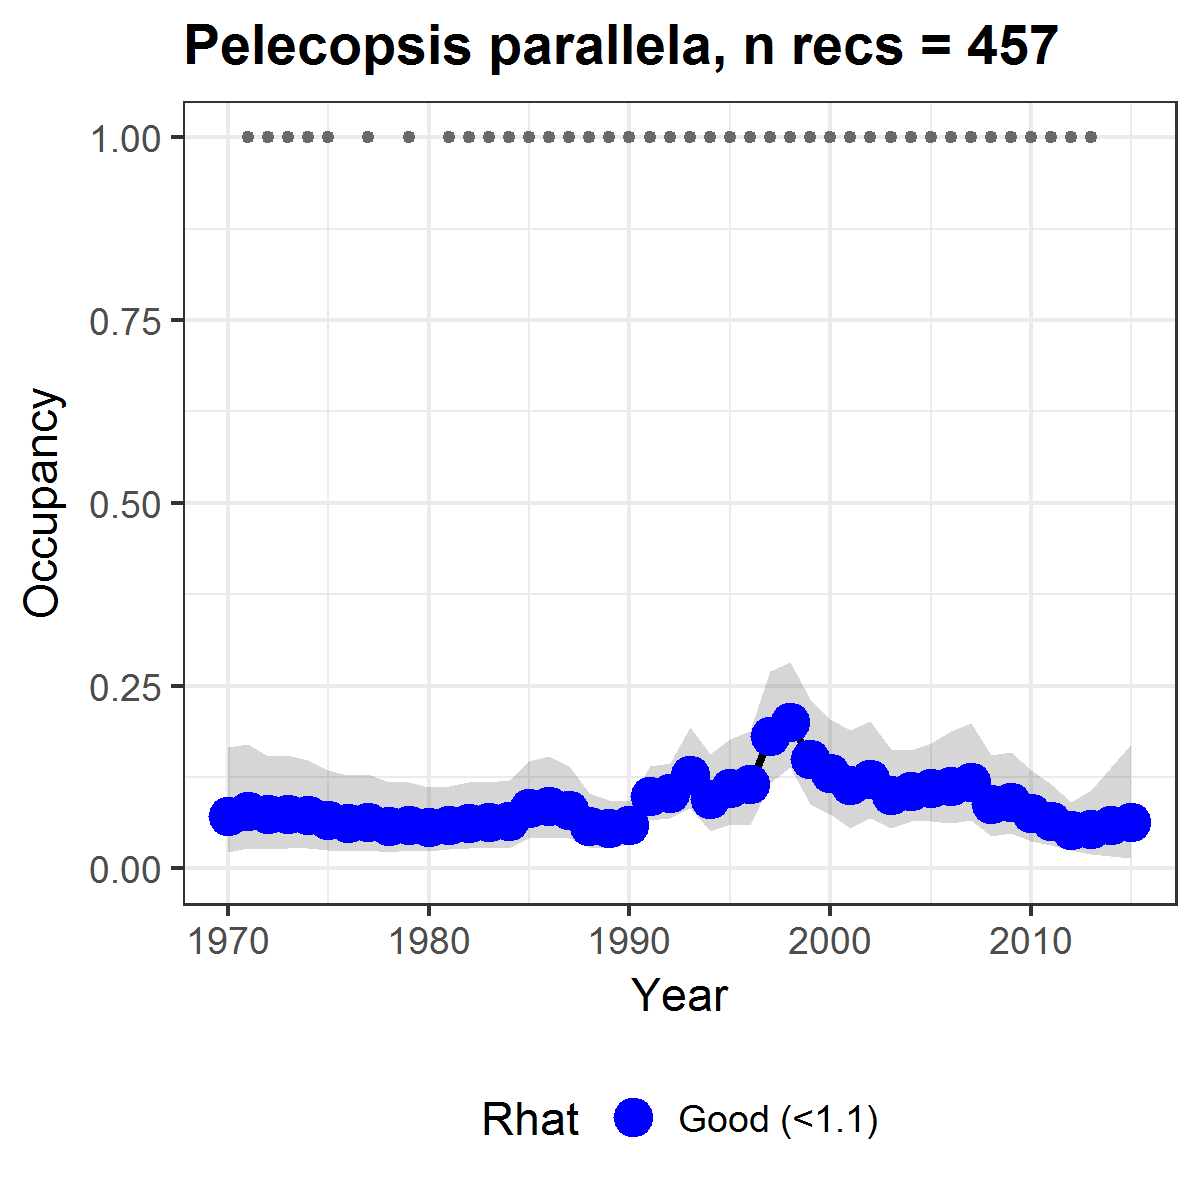 Pelecopsis parallela, n recs = 457
1.00
0.75
0.50
0.25
0.00
Occupancy
1970 1980 1990 2000 2010
Year
Rhat Good (<1.1)